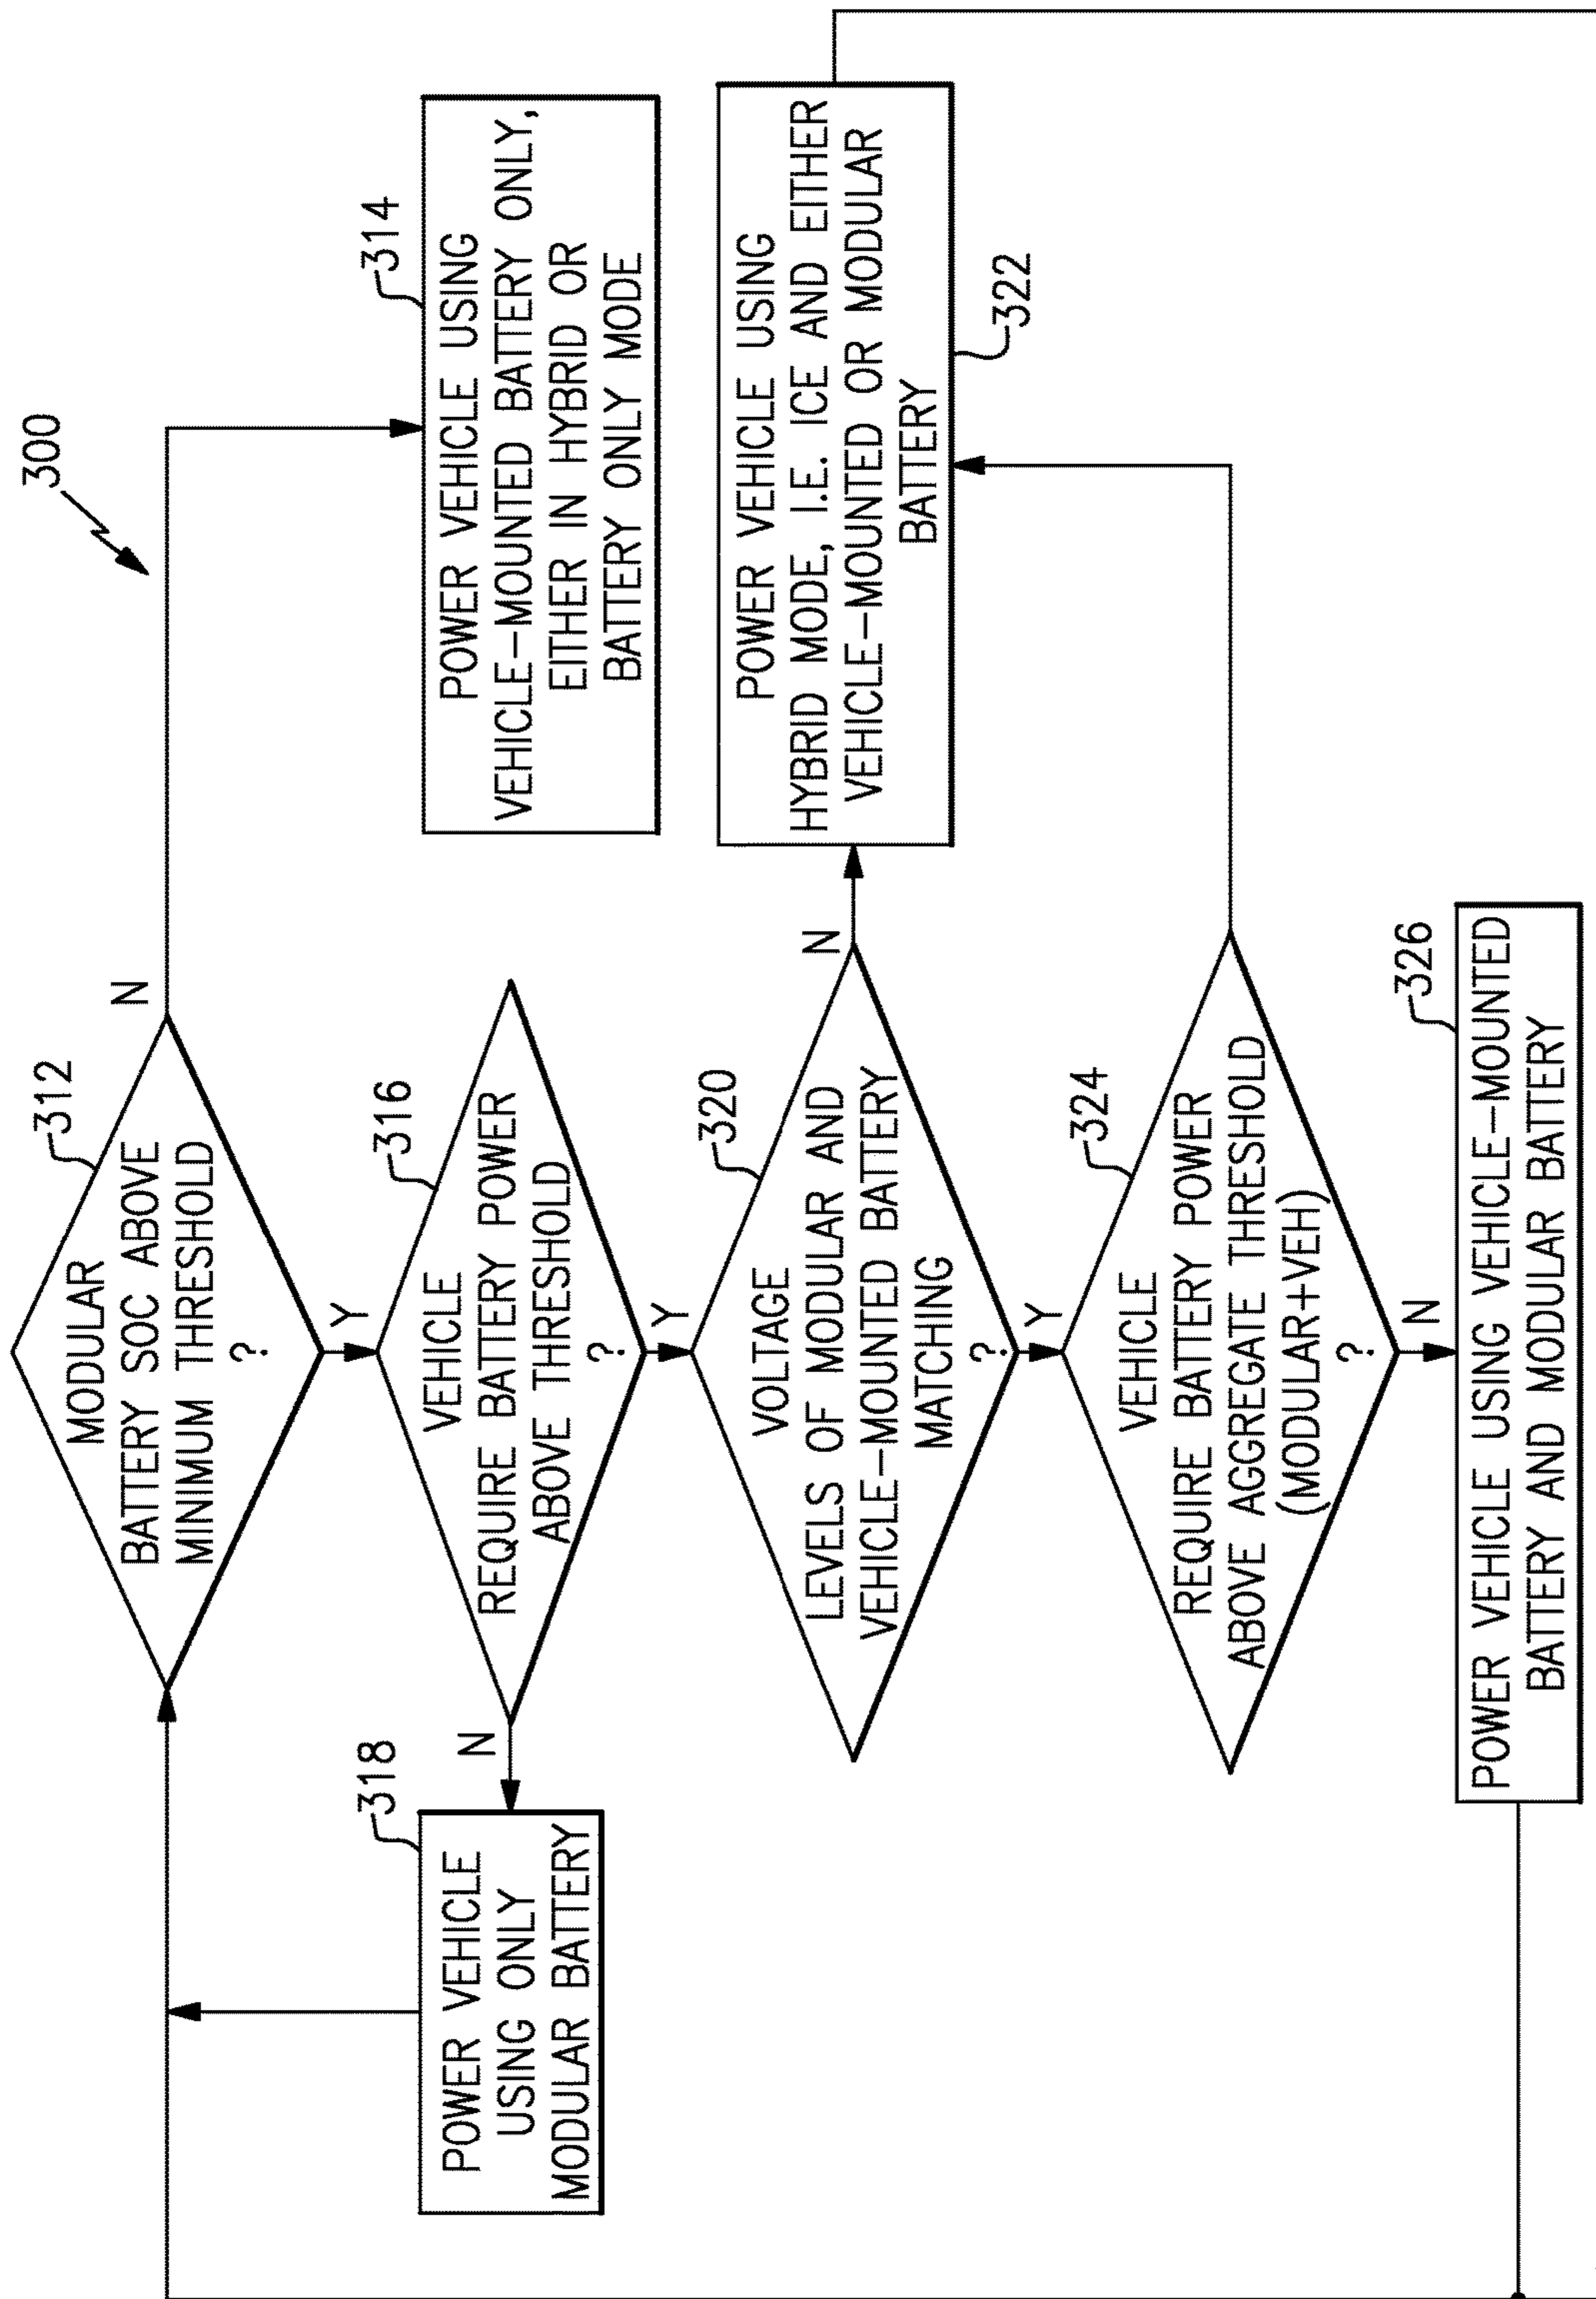 300
MODULAR
BATTERY SOC ABOVE
MINIMUM THRESHOLD
?
312
N
Y
POWER VEHICLE USING
VEHICLE-MOUNTED BATTERY ONLY,
EITHER IN HYBRID OR
BATTERY ONLY MODE
314
VEHICLE
REQUIRE BATTERY POWER
ABOVE THRESHOLD
?
316
N
Y
POWER VEHICLE
USING ONLY
MODULAR BATTERY
318
VOLTAGE
LEVELS OF MODULAR AND
VEHICLE-MOUNTED BATTERY
MATCHING
?
320
N
Y
POWER VEHICLE USING
HYBRID MODE, I.E. ICE AND EITHER
VEHICLE-MOUNTED OR MODULAR
BATTERY
322
VEHICLE
REQUIRE BATTERY POWER
ABOVE AGGREGATE THRESHOLD
(MODULAR+VEH)
?
324
N
POWER VEHICLE USING VEHICLE-MOUNTED
BATTERY AND MODULAR BATTERY
326